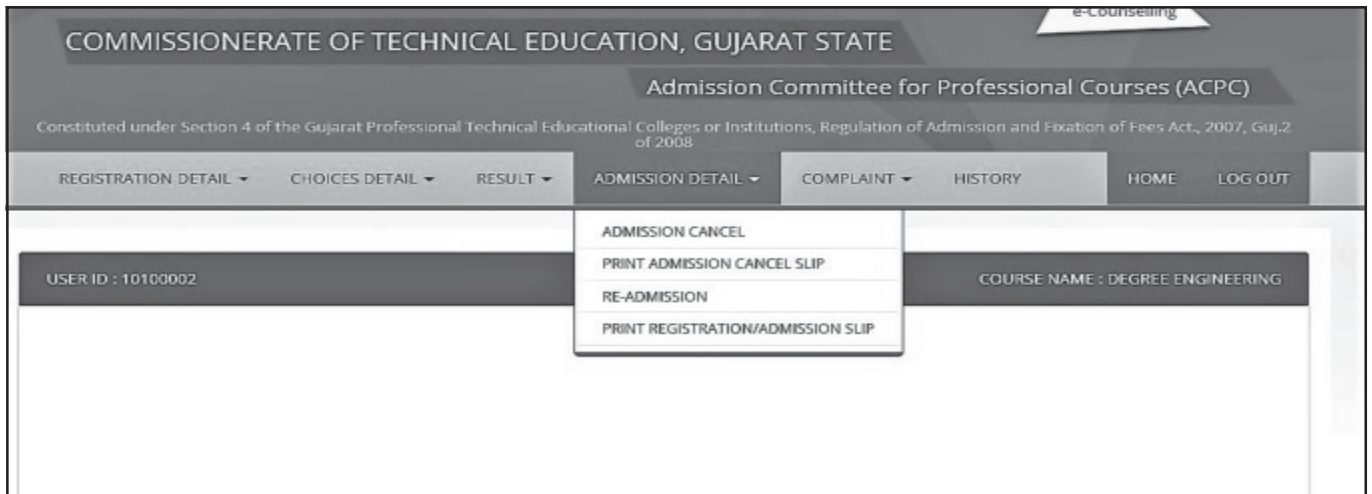 e-Counselling
COMMISSIONERATE OF TECHNICAL EDUCATION, GUJARAT STATE
Admission Committee for Professional Courses (ACPC)
Constituted under Section 4 of the Gujarat Professional Technical Educational Colleges or Institutions, Regulation of Admission and Fixation of Fees Act., 2007, Guj.2
of 2008
REGISTRATION DETAIL CHOICES DETAIL RESULT ADMISSION DETAIL COMPLAINT HISTORY HOME LOG OUT
ADMISSION CANCEL
PRINT ADMISSION CANCEL SLIP
RE-ADMISSION
PRINT REGISTRATION/ADMISSION SLIP
USER ID : 10100002 COURSE NAME : DEGREE ENGINEERING